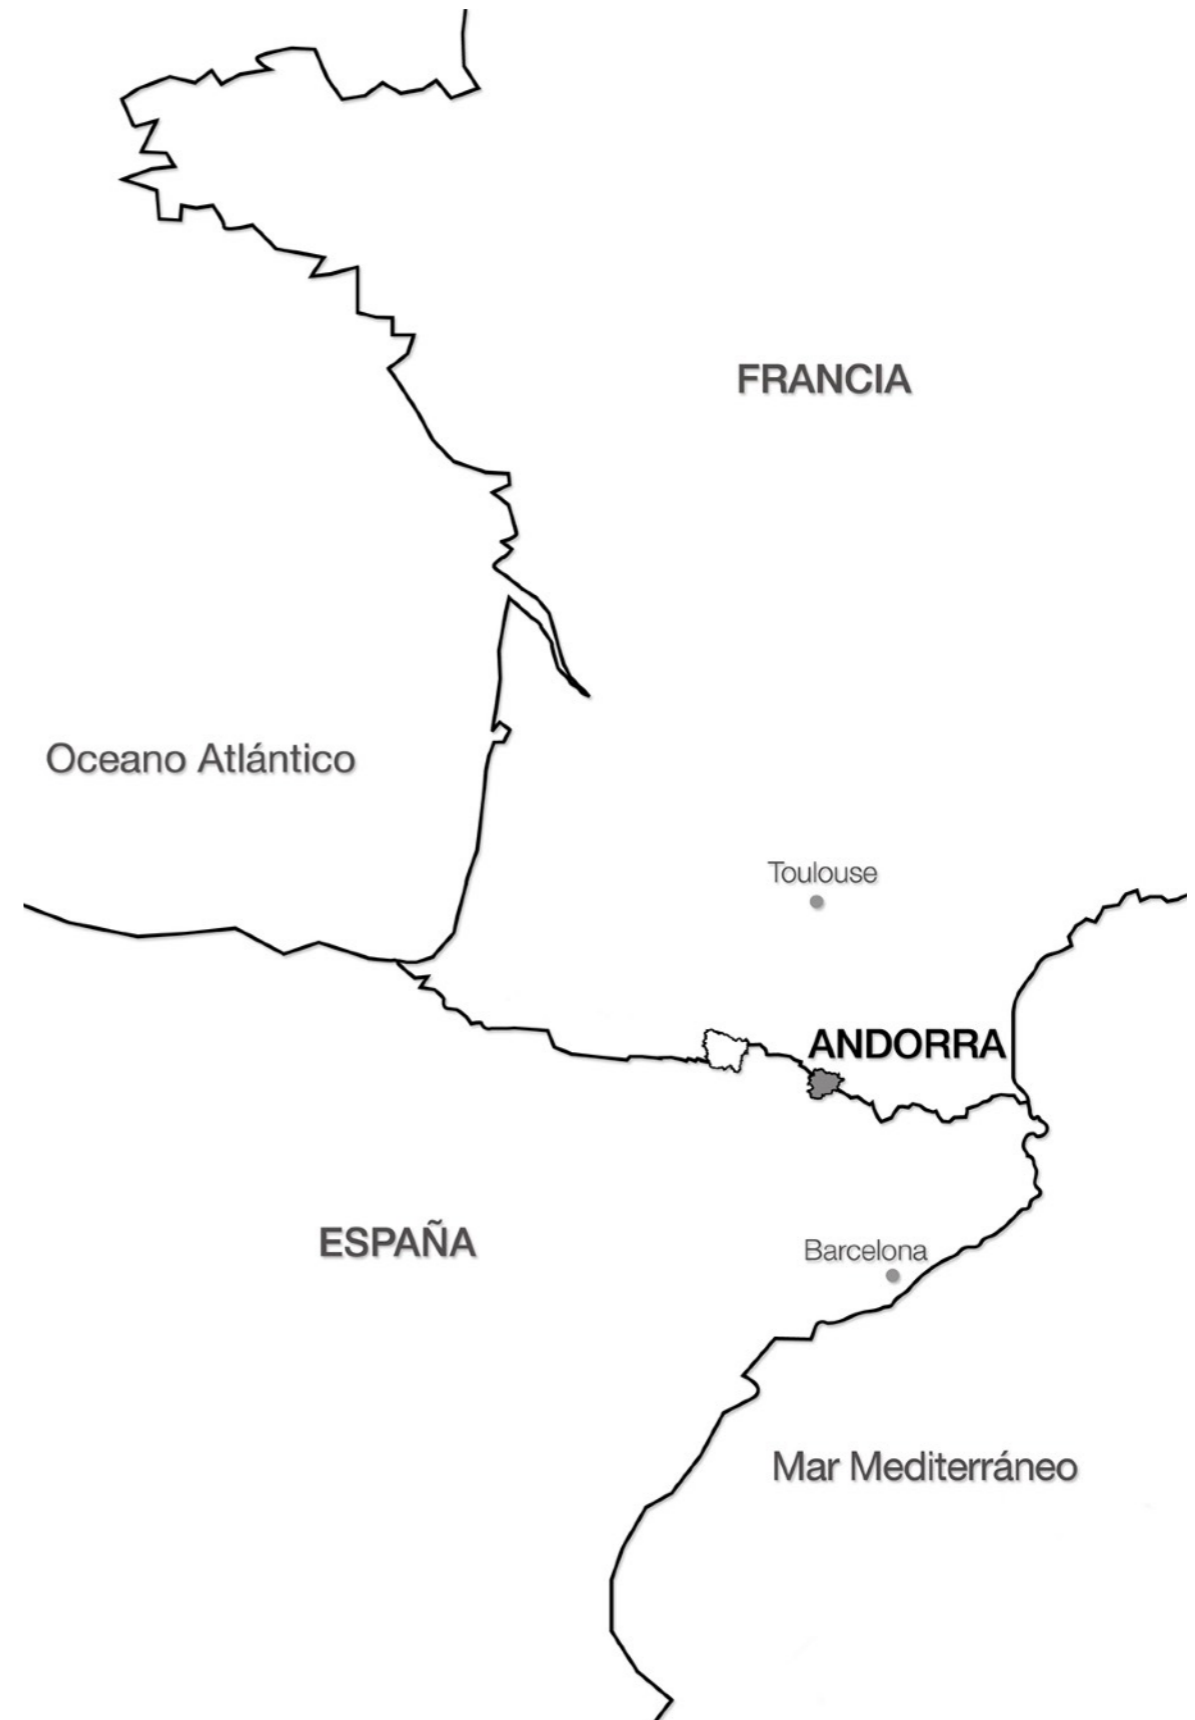 FRANCIA
Oceano Atlántico
Toulouse
ANDORRA
ESPAÑA
Barcelona
Mar Mediterráneo